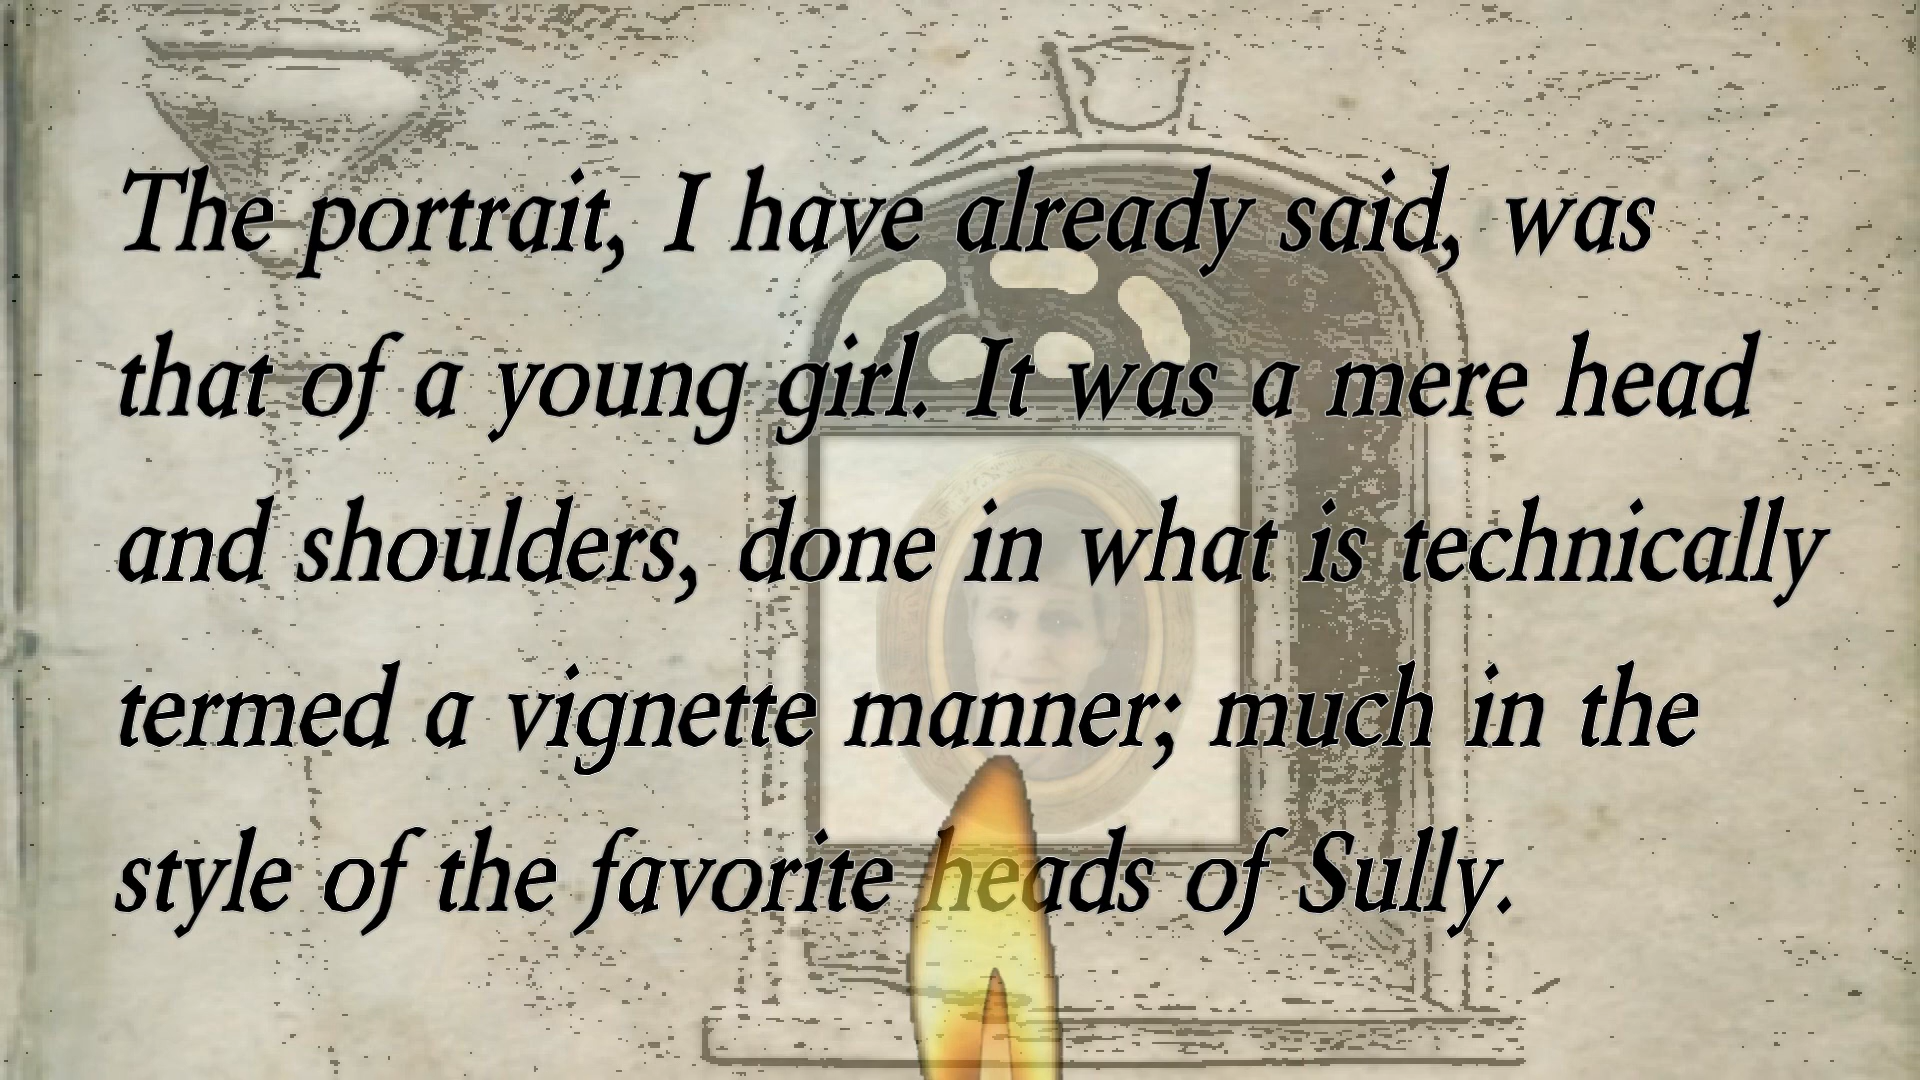 The portrait, I have already said, was
that of a young girl. It was a mere head
and shoulders, done in what is technically
termed a vignette manner; much in the
style of the favorite heads of Sully.